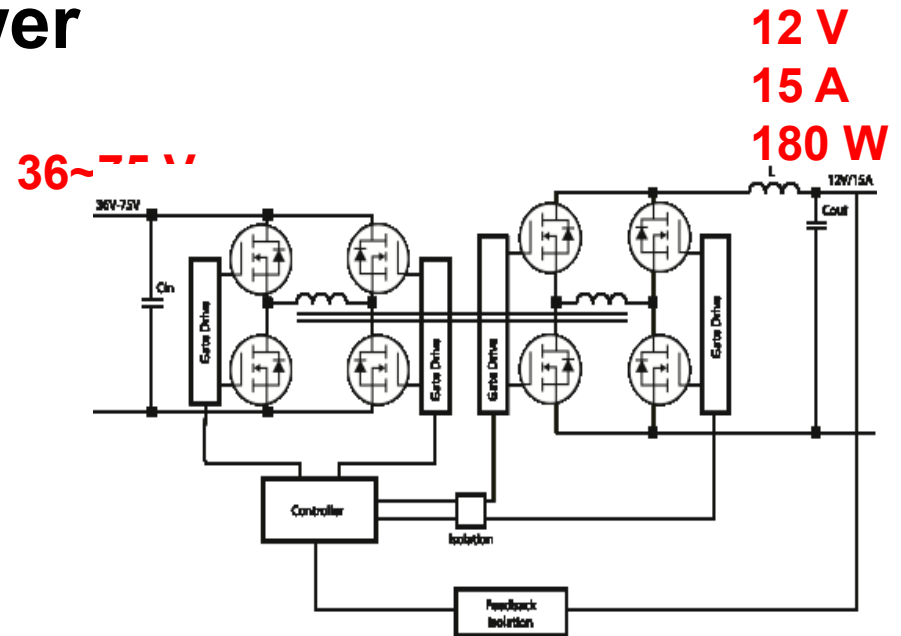 ver
12 V
15 A
180 W
36~75 V
L
12V/15A
36V-75V
Cout
Cin
Gate Drive
Gate Drive
Gate Drive
Gate Drive
Controller
Isolation
Feedback
Isolation